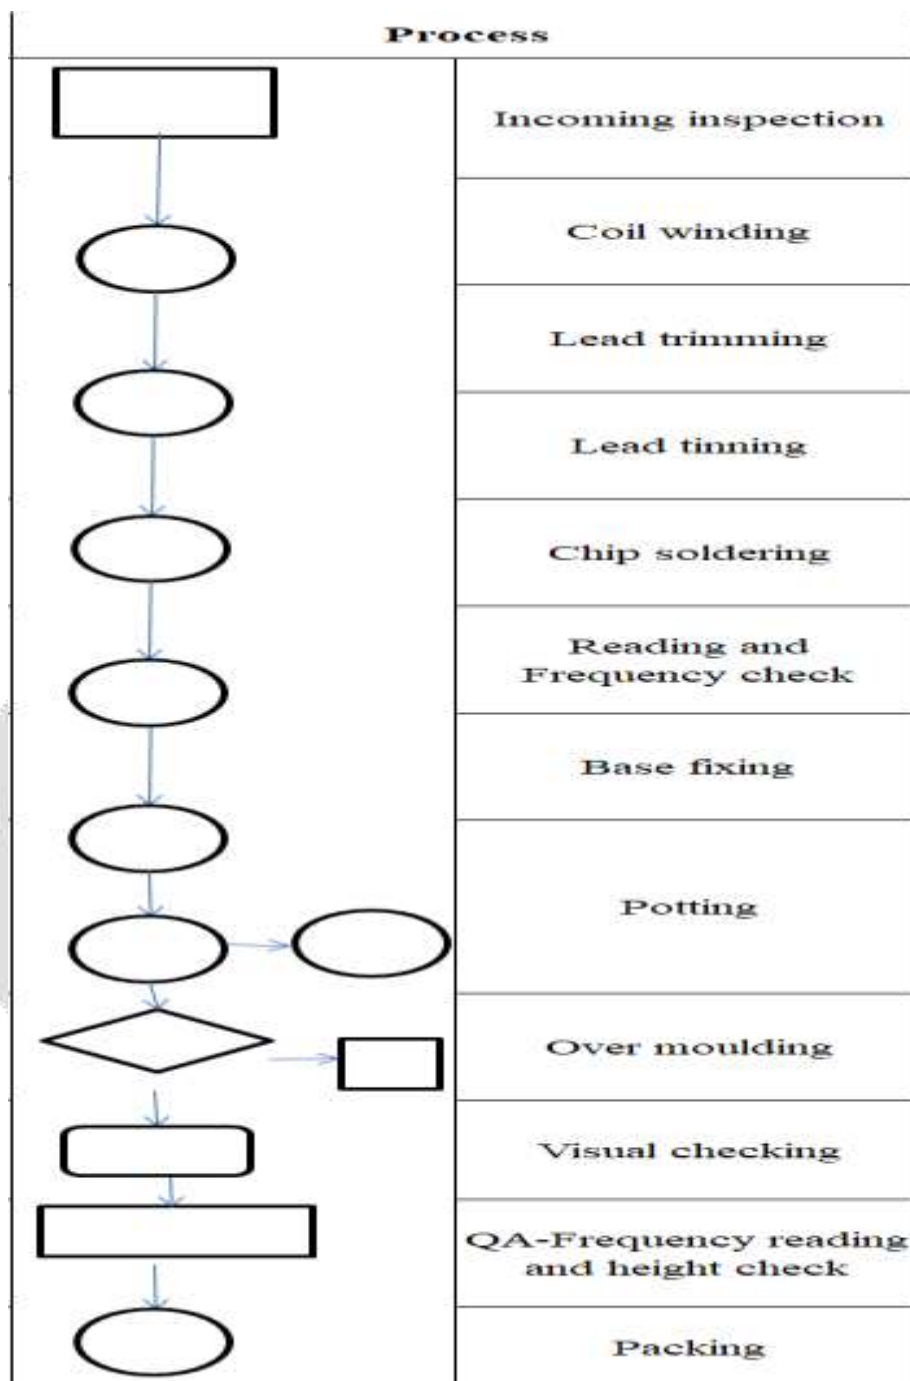 Process
Incoming inspection
Coil winding
Lead trimming
Lead tinning
Chip soldering
Reading and
Frequency check
Base fixing
Potting
Over moulding
Visual checking
QA-Frequency reading
and height check
Packing